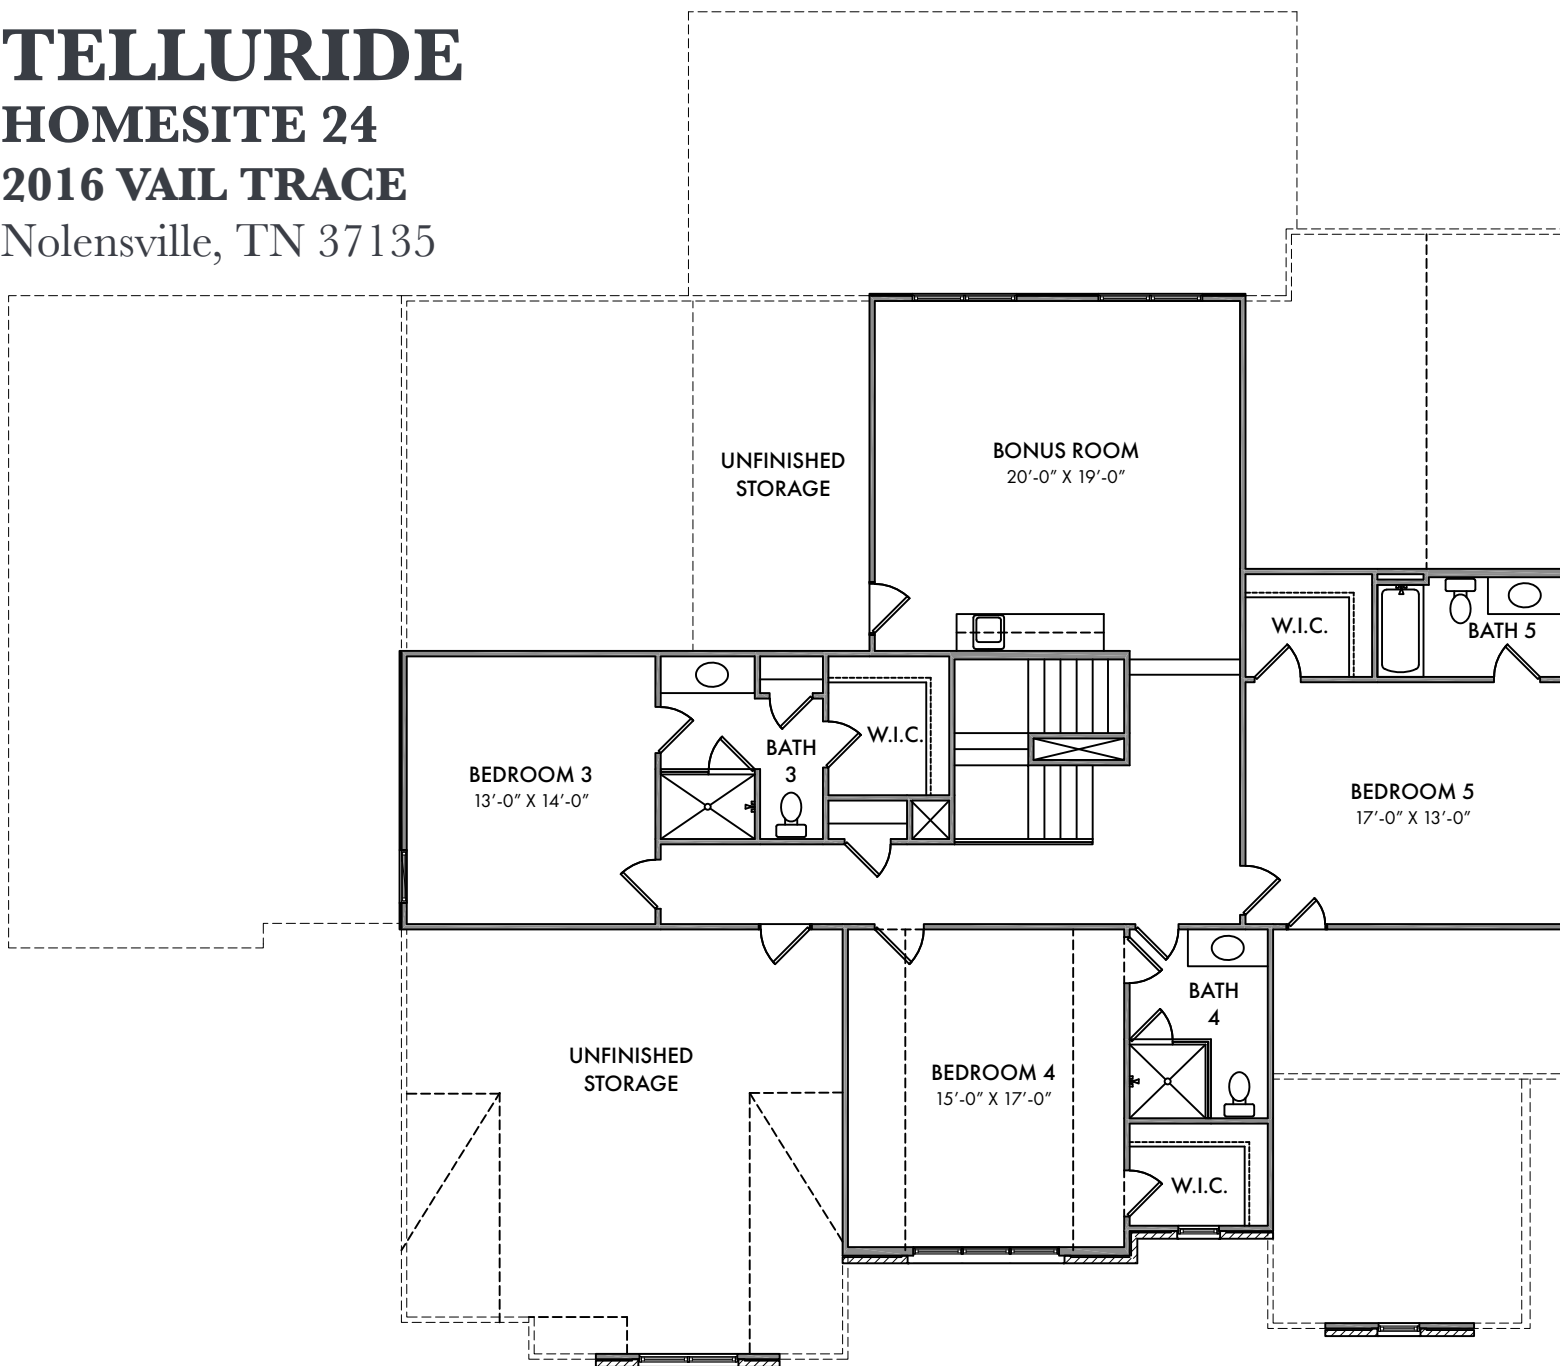 TELLURIDE
HOMESITE 24
2016 VAIL TRACE
Nolensville, TN 37135
UNFINISHED
STORAGE
BONUS ROOM
20'-0" X 19'-0"
W.I.C.
BATH 5
BEDROOM 3
13'-0" X 14'-0"
BATH
3
W.I.C.
BEDROOM 5
17'-0" X 13'-0"
UNFINISHED
STORAGE
BEDROOM 4
15'-0" X 17'-0"
BATH
4
W.I.C.